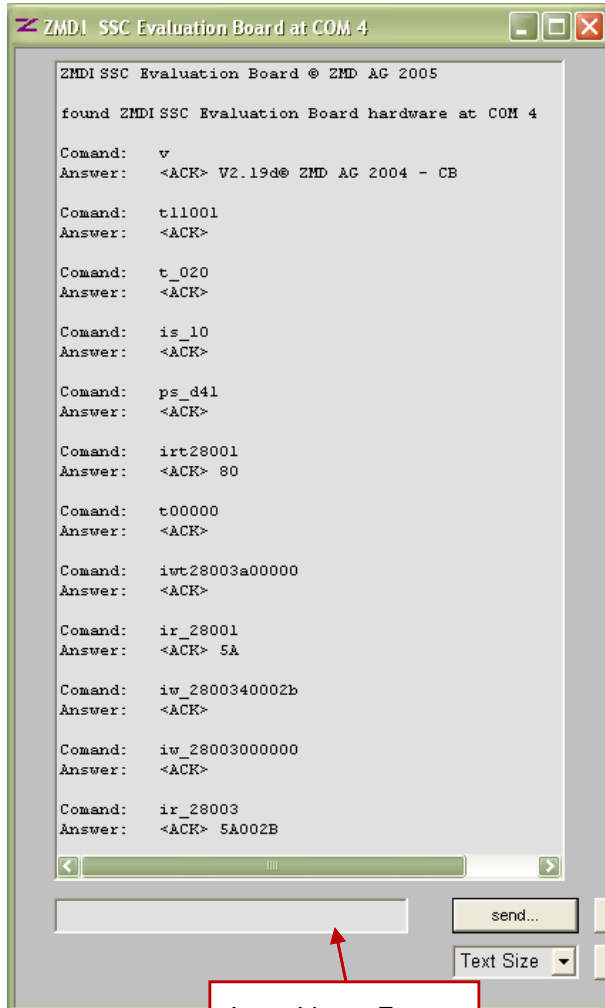 ZMDI SSC Evaluation Board at COM 4
ZMDI SSC Evaluation Board © ZMD AG 2005
found ZMDI SSC Evaluation Board hardware at COM 4
Comand: v
Answer: <ACK> V2.19d© ZMD AG 2004 - CB
Comand: t11001
Answer: <ACK>
Comand: t_020
Answer: <ACK>
Comand: is_10
Answer: <ACK>
Comand: ps_d41
Answer: <ACK>
Comand: irt28001
Answer: <ACK> 80
Comand: t00000
Answer: <ACK>
Comand: iwt28003a00000
Answer: <ACK>
Comand: ir_28001
Answer: <ACK> 5A
Comand: iw_2800340002b
Answer: <ACK>
Comand: iw_28003000000
Answer: <ACK>
Comand: ir_28003
Answer: <ACK> 5A002B
send...
Text Size